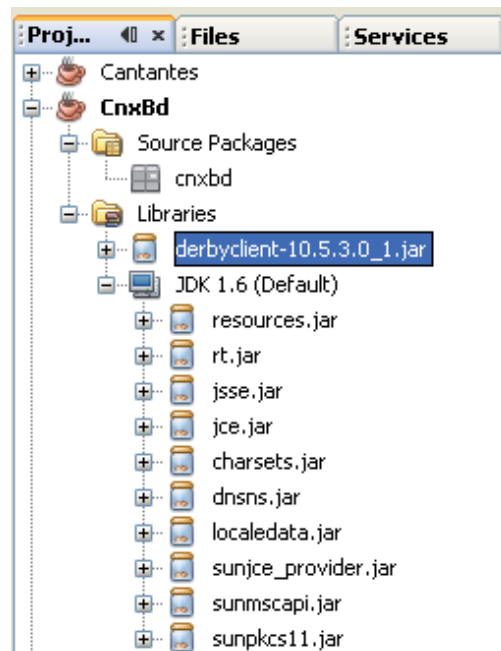 Proj... Files Services
Cantantes
CnxBd
Source Packages
cnxbd
Libraries
derbyclient-10.5.3.0_1.jar
JDK 1.6 (Default)
resources.jar
rt.jar
jsse.jar
jce.jar
charsets.jar
dnsns.jar
localedata.jar
sunjce_provider.jar
sunmscapi.jar
sunpkcs11.jar